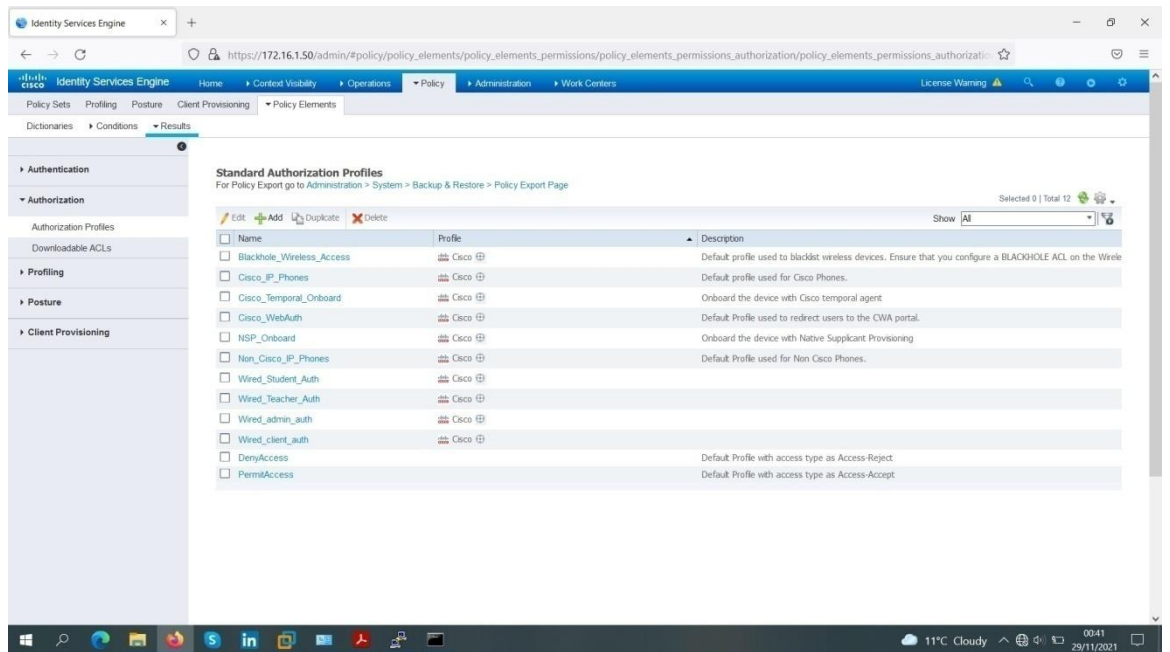 Identity Services Engine
https://172.16.1.50/admin/#policy/policy_elements/policy_elements_permissions/policy_elements_permissions_authorization/policy_elements_permissions_authorizatio
cisco Identity Services Engine Home Context Visibility Operations Policy Administration Work Centers License Warning
Policy Sets Profiling Posture Client Provisioning Policy Elements
Dictionaries Conditions Results
Authentication
Authorization
Authorization Profiles
Downloadable ACLs
Profiling
Posture
Client Provisioning
Standard Authorization Profiles
For Policy Export go to Administration > System > Backup & Restore > Policy Export Page
Selected 0 | Total 12
Edit Add Duplicate Delete Show All
Name Profile Description
Blackhole_Wireless_Access Cisco Default profile used to blacklist wireless devices. Ensure that you configure a BLACKHOLE ACL on the Wirele
Cisco_IP_Phones Cisco Default profile used for Cisco Phones.
Cisco_Temporal_Onboard Cisco Onboard the device with Cisco temporal agent
Cisco_WebAuth Cisco Default Profile used to redirect users to the CWA portal.
NSP_Onboard Cisco Onboard the device with Native Supplicant Provisioning
Non_Cisco_IP_Phones Cisco Default Profile used for Non Cisco Phones.
Wired_Student_Auth Cisco
Wired_Teacher_Auth Cisco
Wired_admin_auth Cisco
Wired_client_auth Cisco
DenyAccess Default Profile with access type as Access-Reject
PermitAccess Default Profile with access type as Access-Accept
11°C Cloudy 00:41
29/11/2021